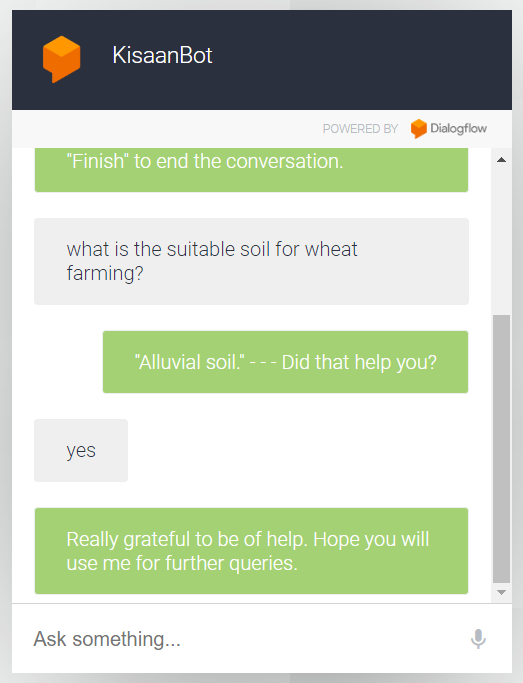 KisaanBot
POWERED BY Dialogflow
"Finish" to end the conversation.
what is the suitable soil for wheat
farming?
"Alluvial soil." - - - Did that help you?
yes
Really grateful to be of help. Hope you will
use me for further queries.
Ask something...